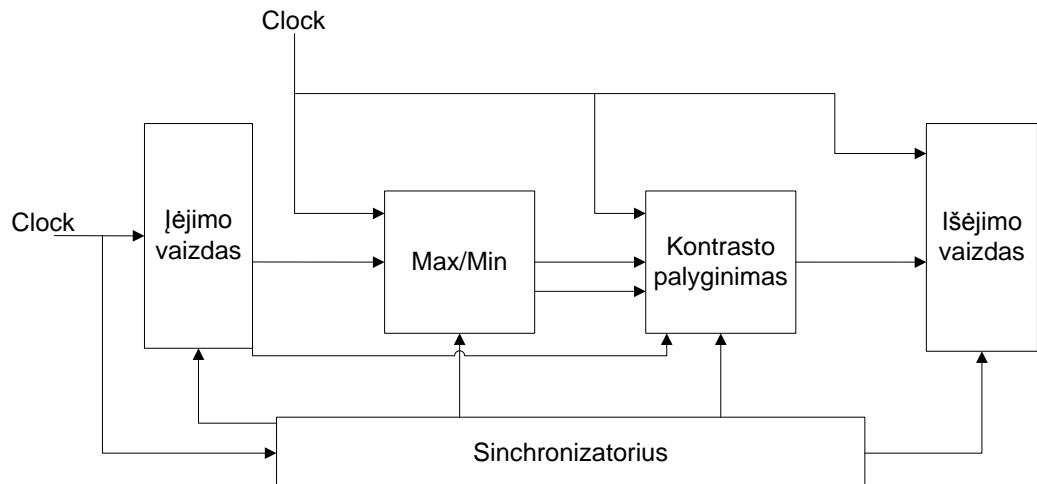 Clock
Clock
Įėjimo
vaizdas
Max/Min
Kontrasto
palyginimas
Išėjimo
vaizdas
Sinchronizatorius